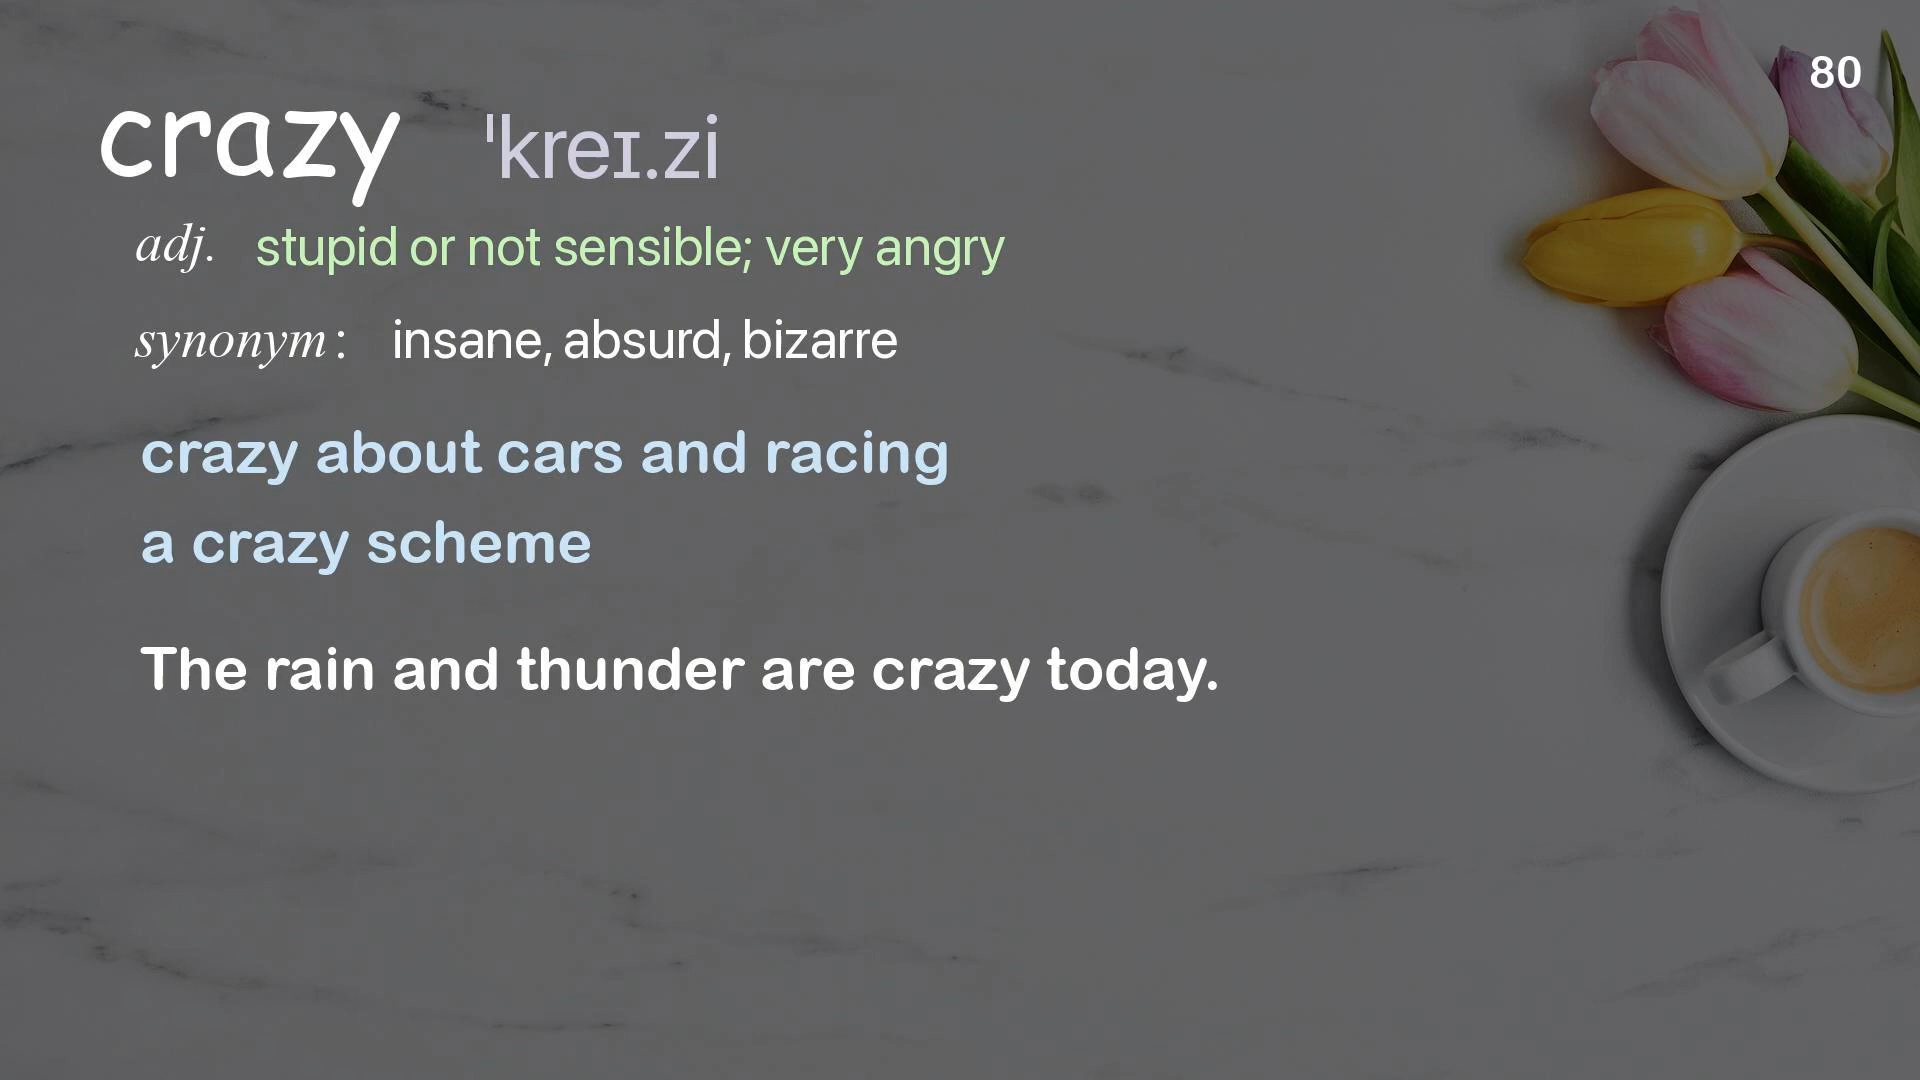 80
crazy ˈkreɪ.zi
adj. stupid or not sensible; very angry
synonym: insane, absurd, bizarre
crazy about cars and racing
a crazy scheme
The rain and thunder are crazy today.